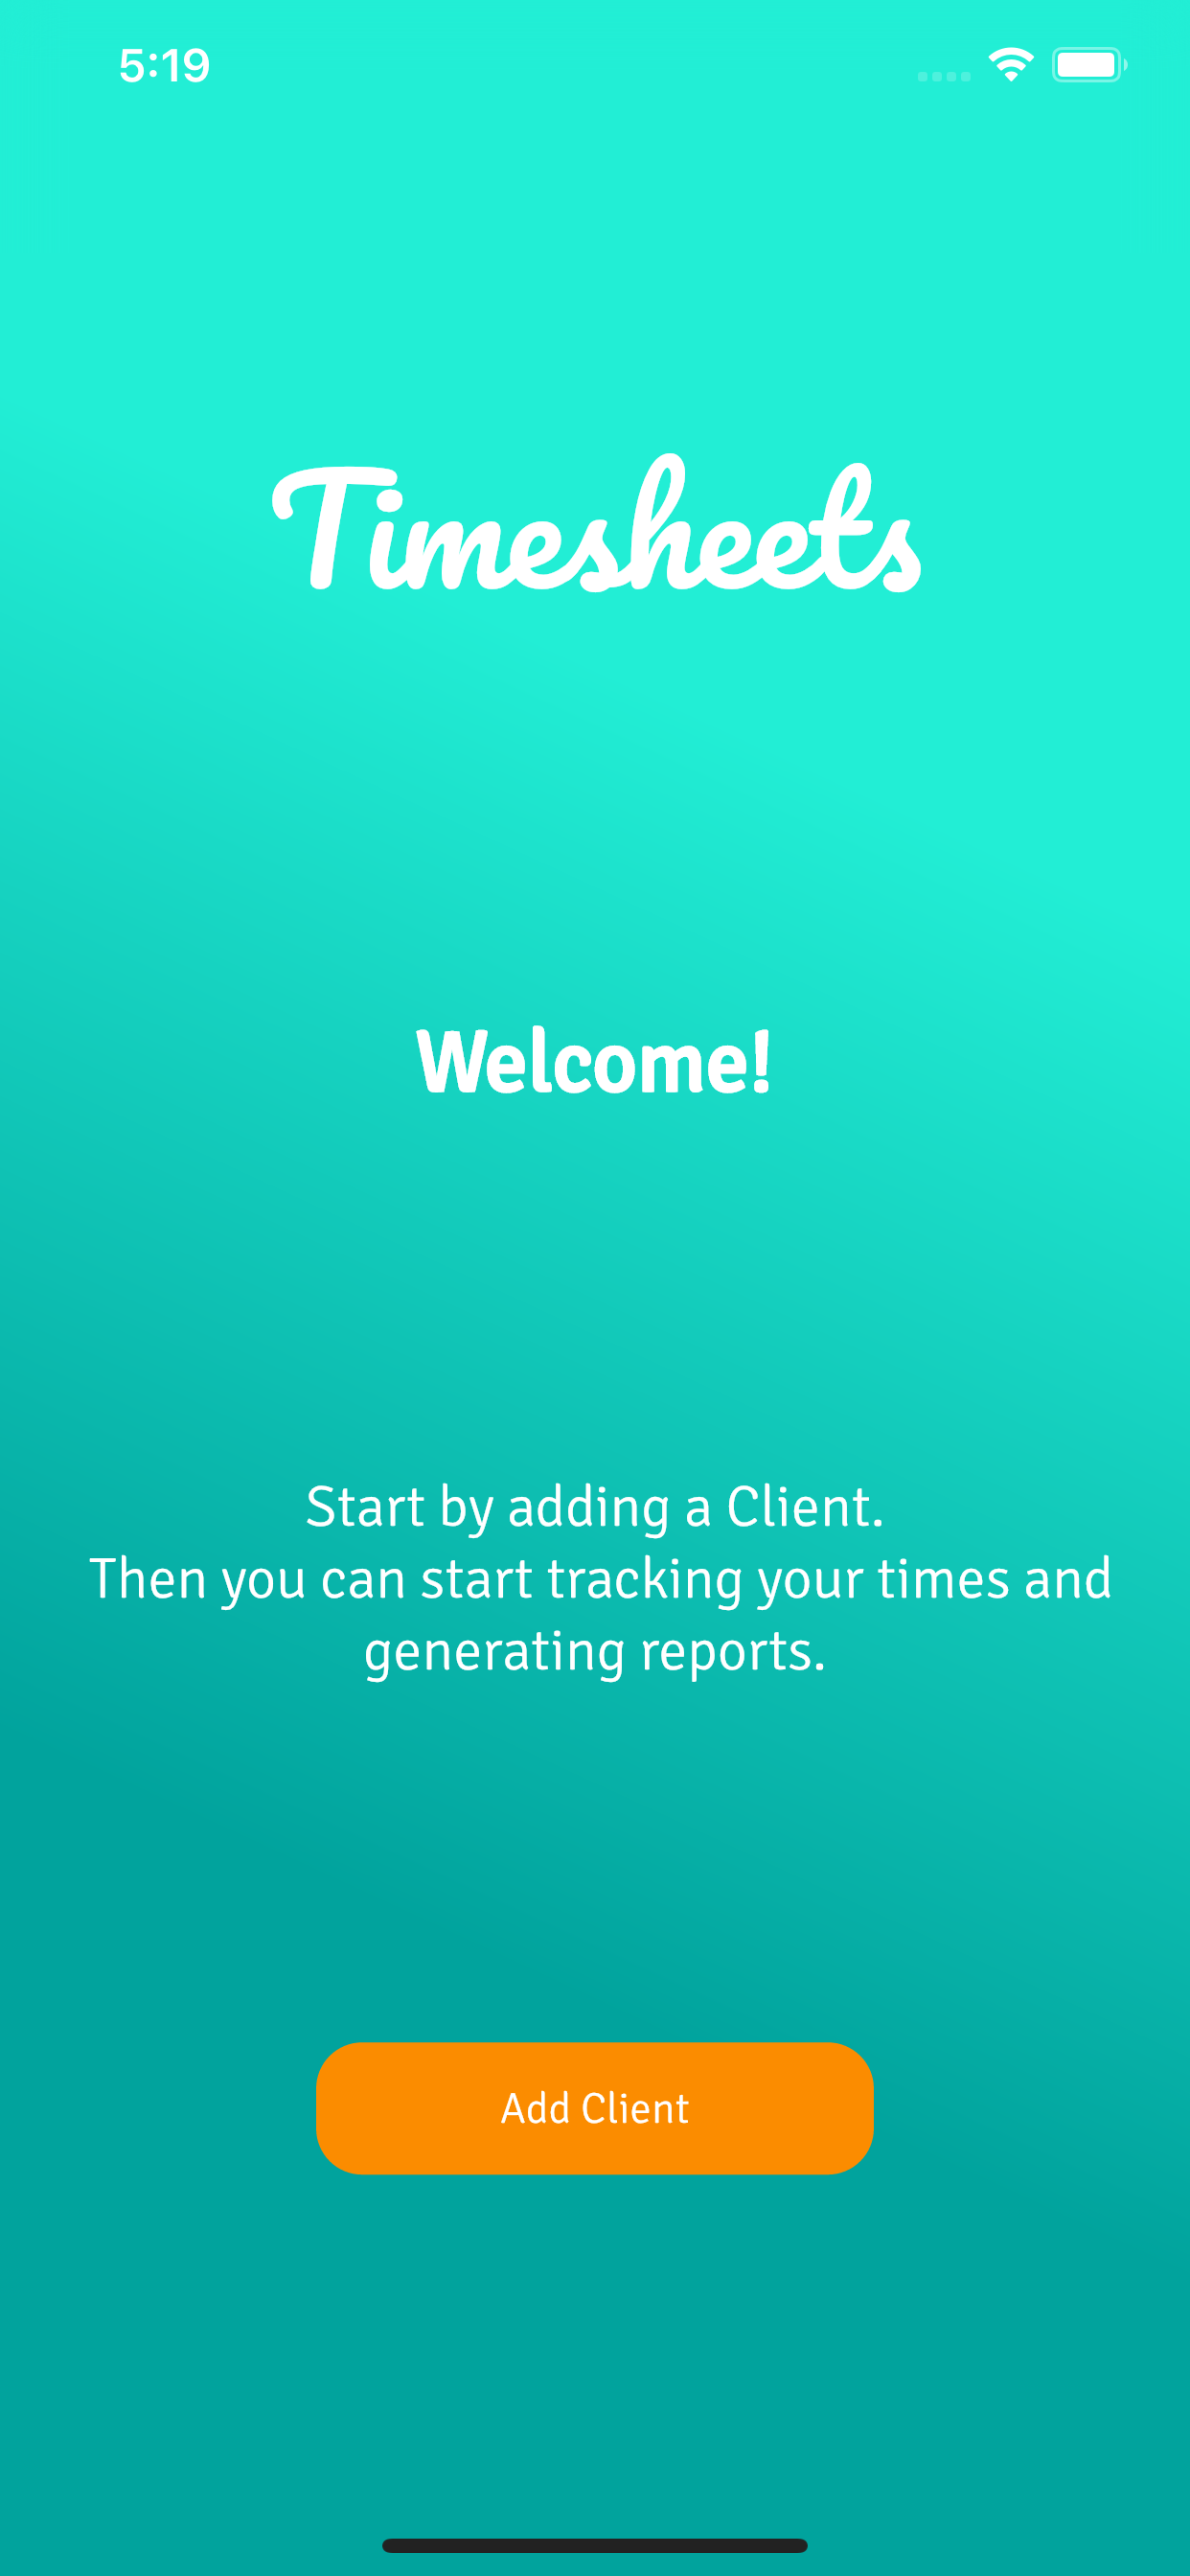 5:19
Timesheets
Welcome!
Start by adding a Client.
Then you can start tracking your times and
generating reports.
Add Client